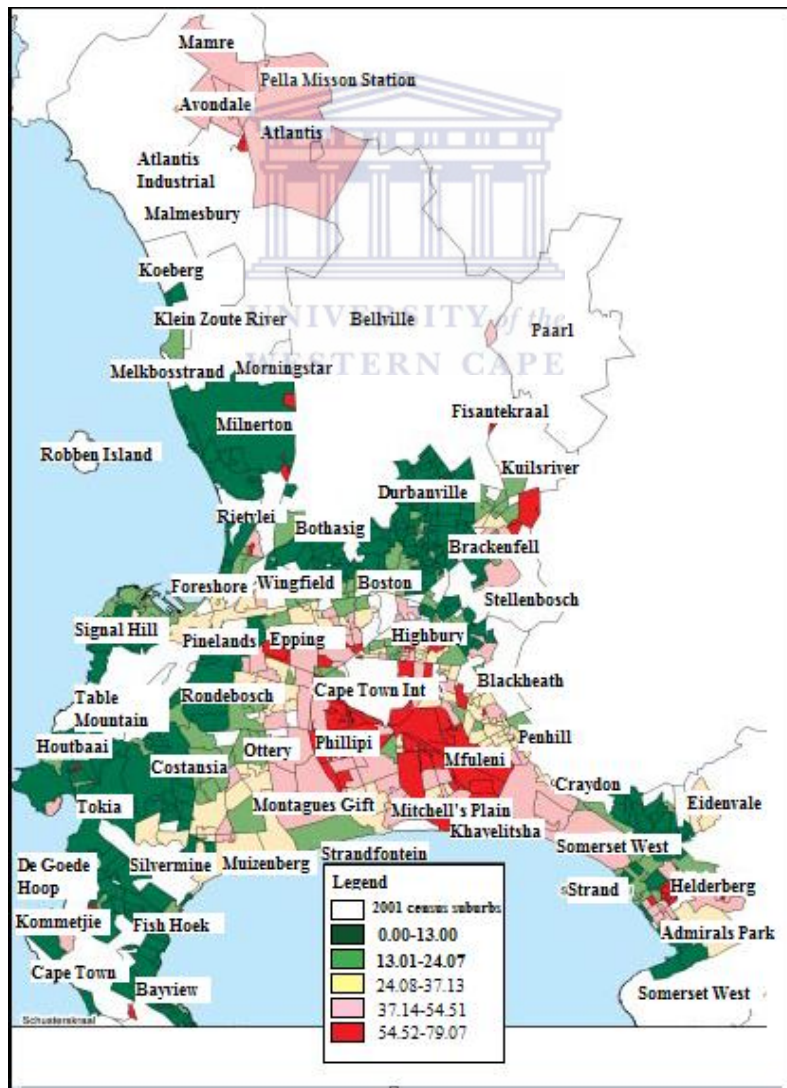 Mamre
Pella Misson Station
Avondale
Atlantis
Atlantis
Industrial
Malmesbury
Koeberg
Klein Zoute River
UNIVERSITY of the
Bellville
Paarl
WESTERN CAPE
Melkbosstrand
Morningstar
Fisantekraal
Milnerton
Robben Island
Kuilsriver
Durbanville
Rietvlei
Bothasig
Brackenfell
Foreshore
Wingfield
Boston
Stellenbosch
Signal Hill
Pinelands
Epping
Highbury
Blackheath
Table
Mountain
Rondebosch
Cape Town Int
Houtbaai
Ottery
Phillipi
Penhill
Costansia
Mfuleni
Craydon
Tokia
Montagues Gift
Mitchell's Plain
Eidenvale
Khavelitsha
Somerset West
De Goede
Hoop
Silvermine
Muizenberg
Strandfontein
Strand
Helderberg
Kommetjie
Fish Hoek
Admirals Park
Cape Town
Bayview
Somerset West
Schusterskraal
Legend
2001 census suburbs
0.00-13.00
13.01-24.07
24.08-37.13
37.14-54.51
54.52-79.07